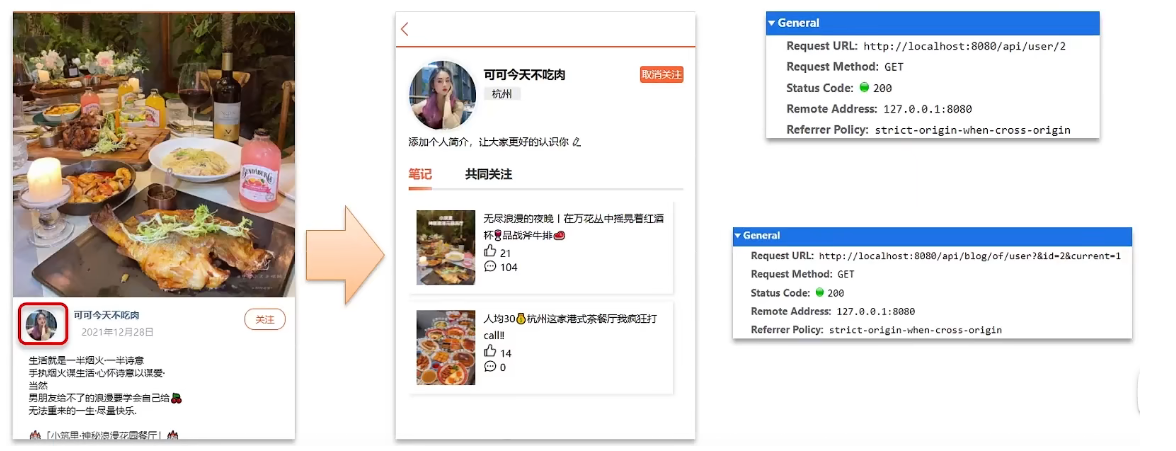 可可今天不吃肉
2021年12月28日
关注
生活就是一半烟火·一半诗意
手执烟火谋生活·心怀诗意以谋爱·
当然
男朋友给不了的浪漫要学会自己给🍒
无法重来的一生·尽量快乐.
🏰「小筑里·神秘浪漫花园餐厅」🏰
可可今天不吃肉
取消关注
杭州
添加个人简介，让大家更好的认识你
笔记 共同关注
无尽浪漫的夜晚丨在万花丛中摇晃着红酒
杯🍷品战斧牛排🥩
21
104
人均30💰杭州这家港式茶餐厅我疯狂打
call‼
14
0
General
Request URL: http://localhost:8080/api/user/2
Request Method: GET
Status Code: 200
Remote Address: 127.0.0.1:8080
Referrer Policy: strict-origin-when-cross-origin
General
Request URL: http://localhost:8080/api/blog/of/user?&id=2&current=1
Request Method: GET
Status Code: 200
Remote Address: 127.0.0.1:8080
Referrer Policy: strict-origin-when-cross-origin